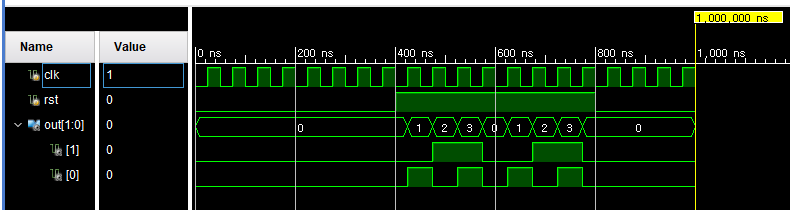 1,000,000 ns
Name Value 0 ns 200 ns 400 ns 600 ns 800 ns 1,000 ns
clk 1
rst 0
out[1:0] 0 0 1 2 3 0 1 2 3 0
[1] 0
[0] 0